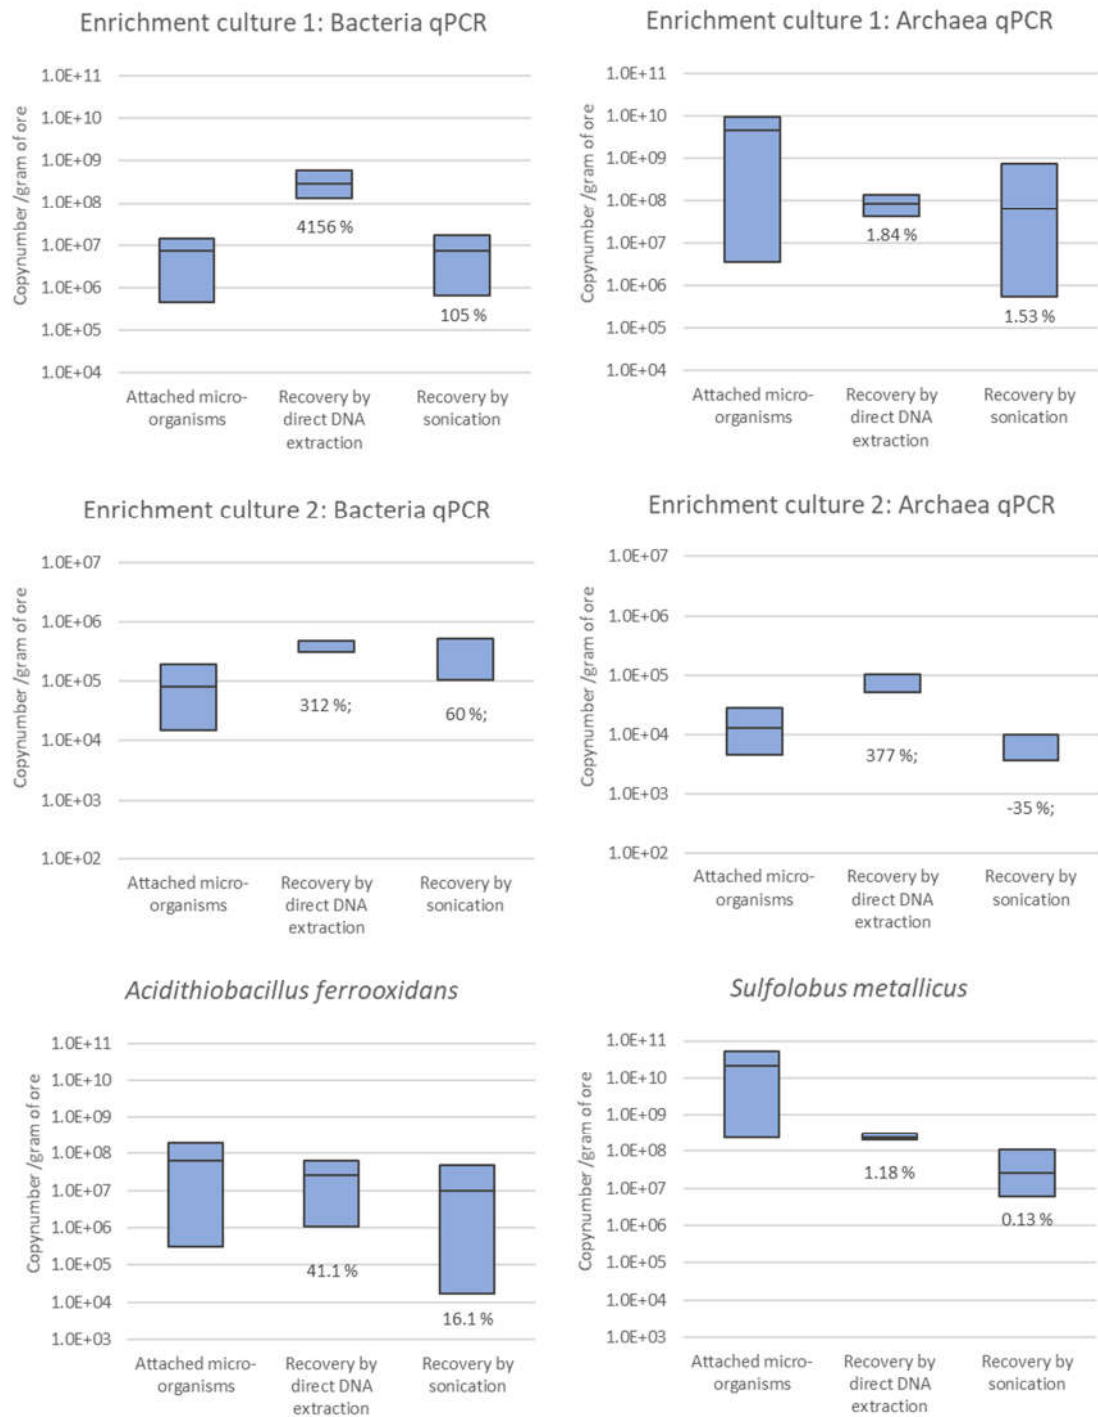 Enrichment culture 1: Bacteria qPCR
Copynumber /gram of ore
1.0E+11
1.0E+10
1.0E+09
1.0E+08
1.0E+07
1.0E+06
1.0E+05
1.0E+04
4156 %
105 %
Attached micro-
organisms
Recovery by
direct DNA
extraction
Recovery by
sonication
Enrichment culture 1: Archaea qPCR
Copynumber /gram of ore
1.0E+11
1.0E+10
1.0E+09
1.0E+08
1.0E+07
1.0E+06
1.0E+05
1.0E+04
1.84 %
1.53 %
Attached micro-
organisms
Recovery by
direct DNA
extraction
Recovery by
sonication
Enrichment culture 2: Bacteria qPCR
Copynumber /gram of ore
1.0E+07
1.0E+06
1.0E+05
1.0E+04
1.0E+03
1.0E+02
312 %;
60 %;
Attached micro-
organisms
Recovery by
direct DNA
extraction
Recovery by
sonication
Enrichment culture 2: Archaea qPCR
Copynumber /gram of ore
1.0E+07
1.0E+06
1.0E+05
1.0E+04
1.0E+03
1.0E+02
377 %;
-35 %;
Attached micro-
organisms
Recovery by
direct DNA
extraction
Recovery by
sonication
Acidithiobacillus ferrooxidans
Copynumber /gram of ore
1.0E+11
1.0E+10
1.0E+09
1.0E+08
1.0E+07
1.0E+06
1.0E+05
1.0E+04
1.0E+03
41.1 %
16.1 %
Attached micro-
organisms
Recovery by
direct DNA
extraction
Recovery by
sonication
Sulfolobus metallicus
Copynumber /gram of ore
1.0E+11
1.0E+10
1.0E+09
1.0E+08
1.0E+07
1.0E+06
1.0E+05
1.0E+04
1.0E+03
1.18 %
0.13 %
Attached micro-
organisms
Recovery by
direct DNA
extraction
Recovery by
sonication